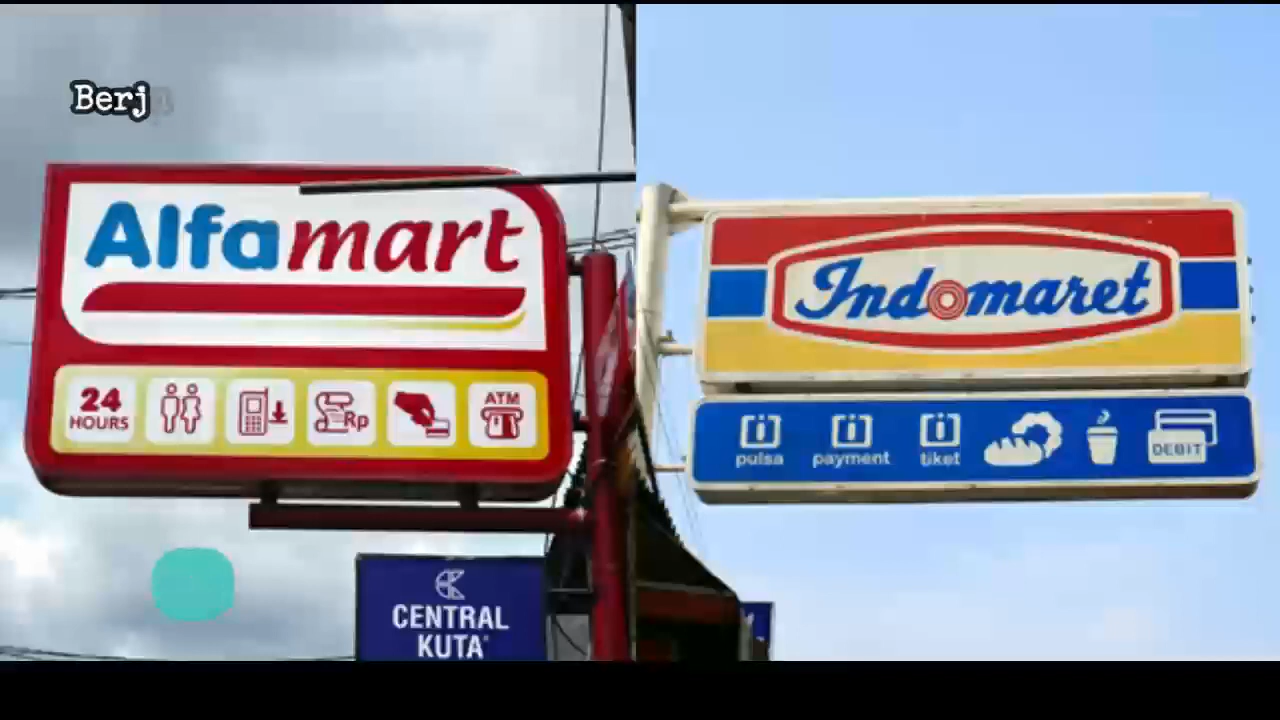 Berj
Alfamart
24
HOURS
Rp
ATM
CENTRAL
KUTA
Indomaret
pulsa
payment
tiket
DEBIT